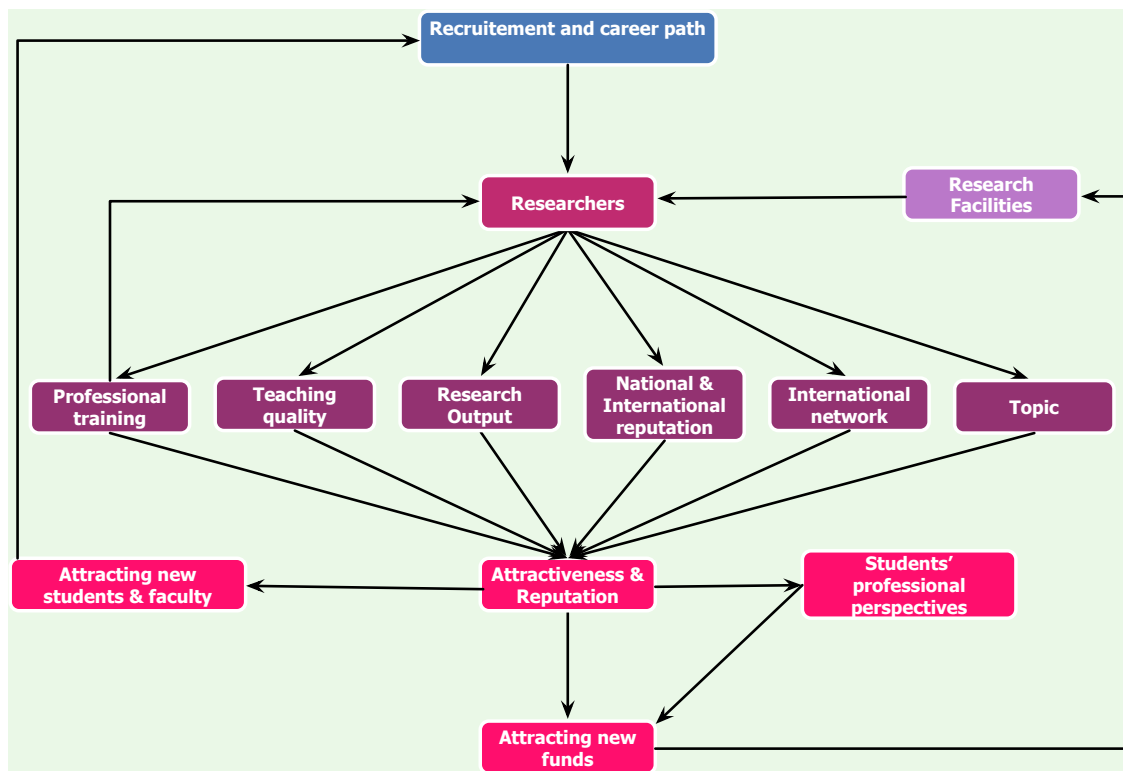 Recruitement and career path
Researchers
Research
Facilities
Professional
training
Teaching
quality
Research
Output
National &
International
reputation
International
network
Topic
Attracting new
students & faculty
Attractiveness &
Reputation
Students’
professional
perspectives
Attracting new
funds